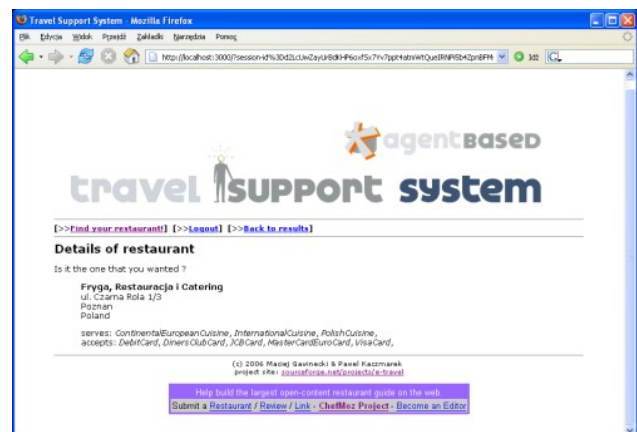 Travel Support System - Mozilla Firefox
Plik Edycja Widok Przejdź Zakładki Narzędzia Pomoc
agentBASED
travel support system
[>>Find your restaurant!] [>>Logout] [>>Back to results]
Details of restaurant
Is it the one that you wanted ?
Fryga, Restauracja i Catering
ul. Czarna Rola 1/3
Poznan
Poland
serves: ContinentalEuropeanCuisine, InternationalCuisine, PolishCuisine,
accepts: DebitCard, DinersClubCard, JCBCard, MasterCardEuroCard, VisaCard,
(c) 2006 Maciej Gawinecki & Pawel Kaczmarek
project site: sourceforge.net/projects/e-travel
Help build the largest open-content restaurant guide on the web.
Submit a Restaurant / Review / Link - ChefMoz Project - Become an Editor